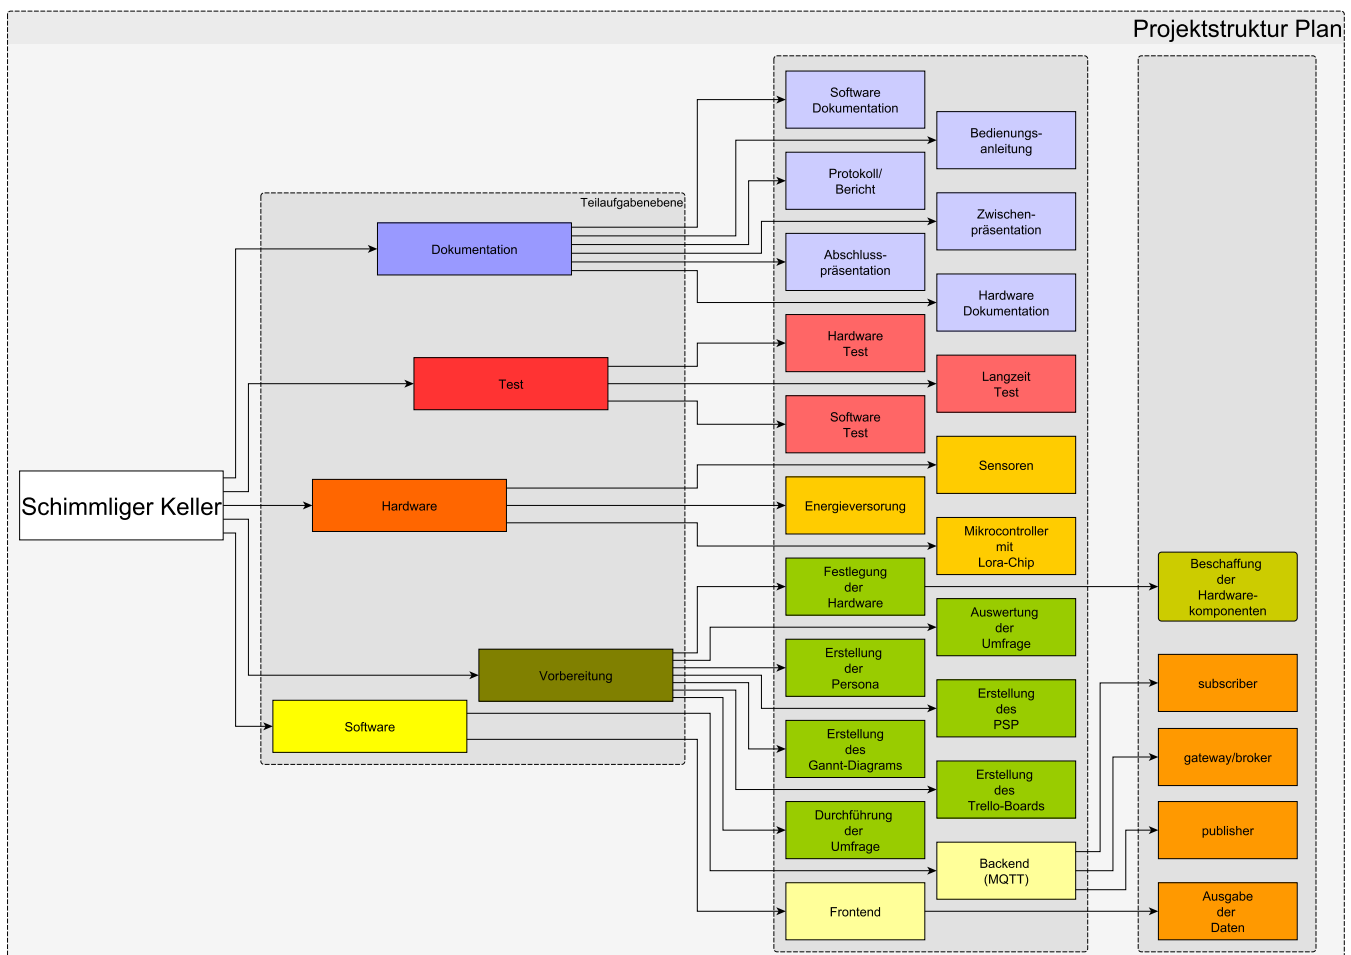 Projektstruktur Plan
Schimmliger Keller
Teilaufgabenebene
Dokumentation
Test
Hardware
Vorbereitung
Software
Software
Dokumentation
Bedienungs-
anleitung
Protokoll/
Bericht
Zwischen-
präsentation
Abschluss-
präsentation
Hardware
Dokumentation
Hardware
Test
Langzeit
Test
Software
Test
Sensoren
Energieversorung
Mikrocontroller
mit
Lora-Chip
Festlegung
der
Hardware
Auswertung
der
Umfrage
Erstellung
der
Persona
Erstellung
des
PSP
Erstellung
des
Gannt-Diagrams
Erstellung
des
Trello-Boards
Durchführung
der
Umfrage
Backend
(MQTT)
Frontend
Beschaffung
der
Hardware-
komponenten
subscriber
gateway/broker
publisher
Ausgabe
der
Daten